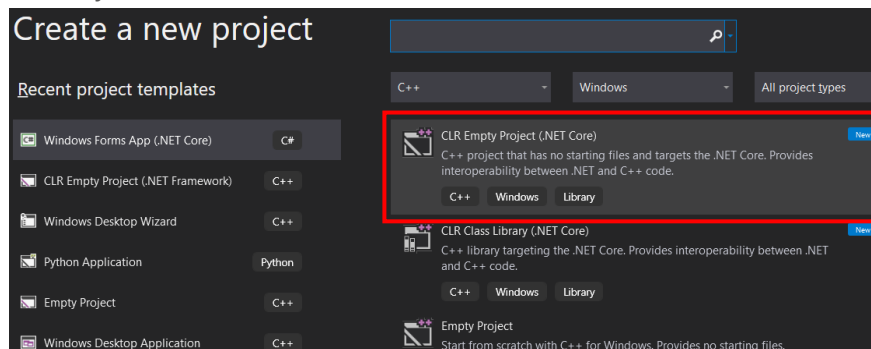 Create a new project
Recent project templates
Windows Forms App (.NET Core) C#
CLR Empty Project (.NET Framework) C++
Windows Desktop Wizard C++
Python Application Python
Empty Project C++
Windows Desktop Application C++
C++ Windows All project types
CLR Empty Project (.NET Core) New
C++ project that has no starting files and targets the .NET Core. Provides
interoperability between .NET and C++ code.
C++ Windows Library
CLR Class Library (.NET Core) New
C++ library targeting the .NET Core. Provides interoperability between .NET
and C++ code.
C++ Windows Library
Empty Project
Start from scratch with C++ for Windows. Provides no starting files.